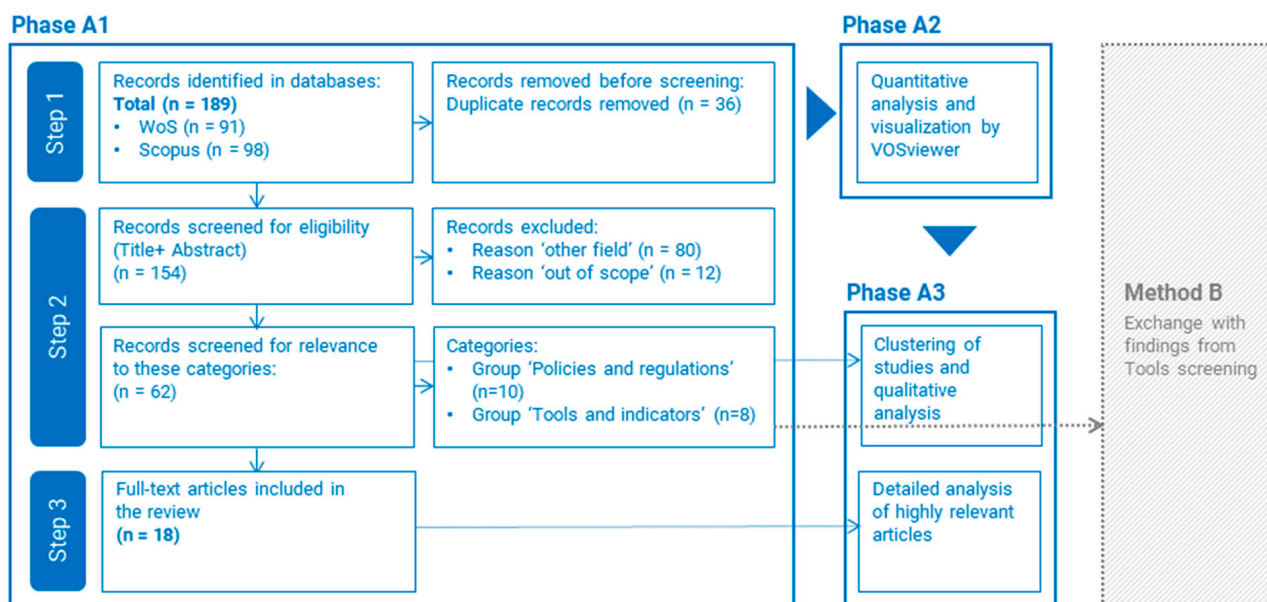 Phase A1
Step 1
Records identified in databases:
Total (n = 189)
• WoS (n = 91)
• Scopus (n = 98)
Records removed before screening:
Duplicate records removed (n = 36)
Step 2
Records screened for eligibility
(Title+ Abstract)
(n = 154)
Records excluded:
• Reason ‘other field’ (n = 80)
• Reason ‘out of scope’ (n = 12)
Records screened for relevance
to these categories:
(n = 62)
Categories:
• Group ‘Policies and regulations’
(n=10)
• Group ‘Tools and indicators’ (n=8)
Step 3
Full-text articles included in
the review
(n = 18)
Phase A2
Quantitative
analysis and
visualization by
VOSviewer
Phase A3
Clustering of
studies and
qualitative
analysis
Detailed analysis
of highly relevant
articles
Method B
Exchange with
findings from
Tools screening